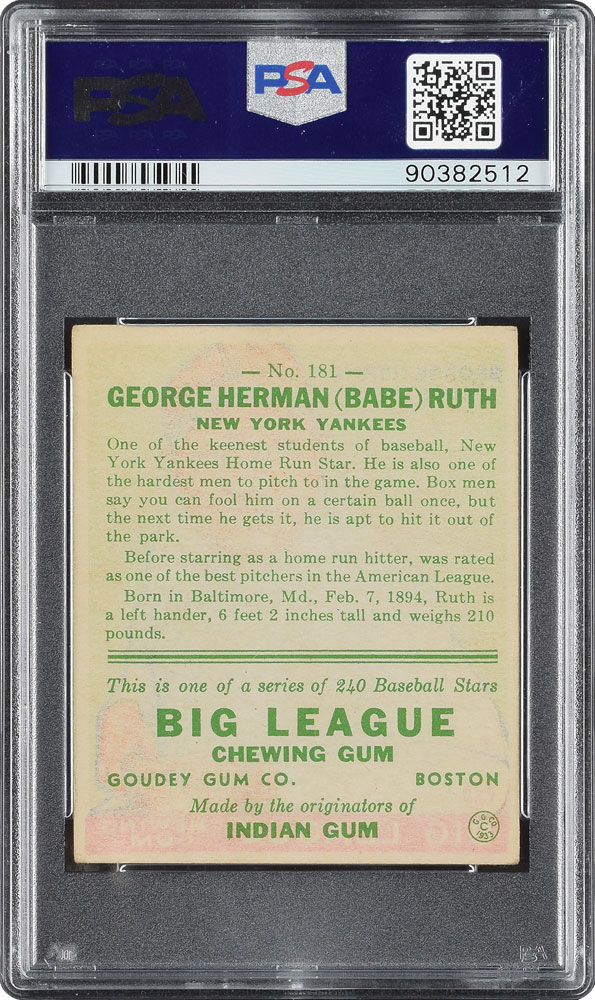 PSA
PSA
90382512
— No. 181 —
GEORGE HERMAN (BABE) RUTH
NEW YORK YANKEES
One of the keenest students of baseball, New
York Yankees Home Run Star. He is also one of
the hardest men to pitch to in the game. Box men
say you can fool him on a certain ball once, but
the next time he gets it, he is apt to hit it out of
the park.
Before starring as a home run hitter, was rated
as one of the best pitchers in the American League.
Born in Baltimore, Md., Feb. 7, 1894, Ruth is
a left hander, 6 feet 2 inches tall and weighs 210
pounds.
This is one of a series of 240 Baseball Stars
BIG LEAGUE
CHEWING GUM
GOUDEY GUM CO. BOSTON
Made by the originators of
INDIAN GUM
G. G. CO.
C
1933
PSA